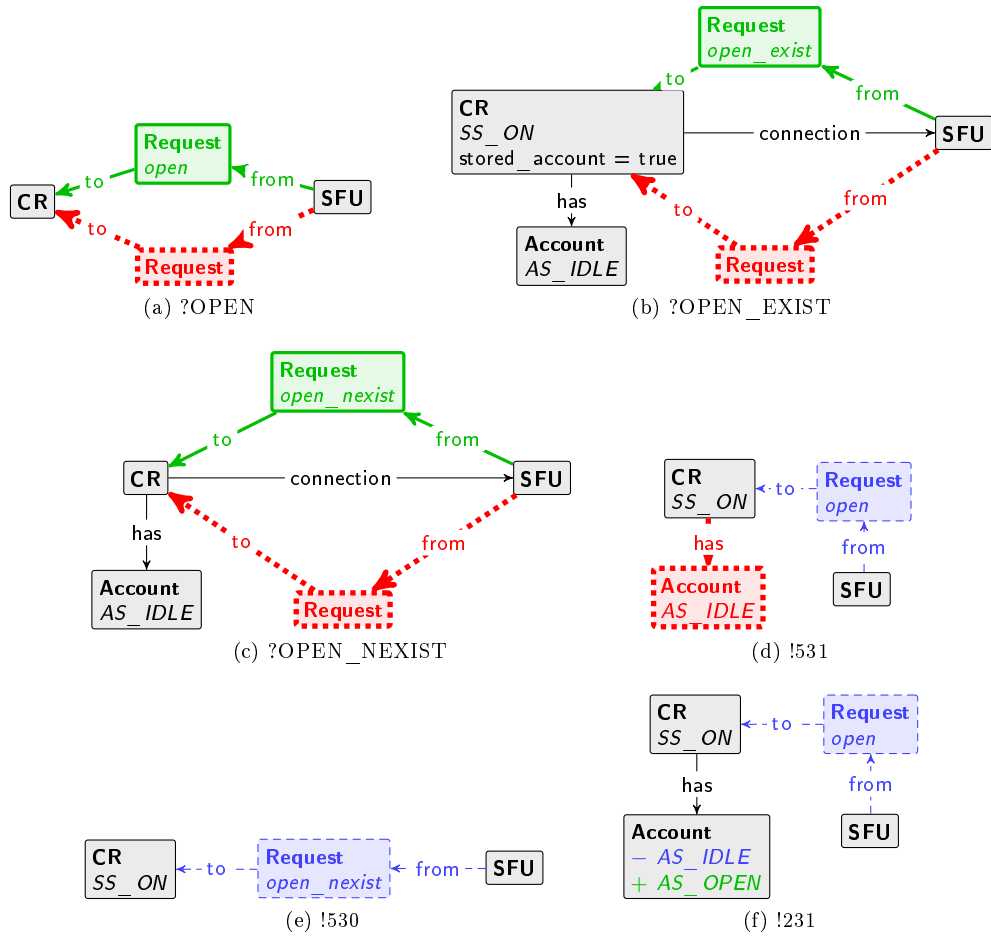 Request
open
to
from
CR
SFU
to
from
Request
(a) ?OPEN
Request
open_exist
to
from
CR
SS_ON
stored_account = true
connection
SFU
has
to
from
Account
AS_IDLE
Request
(b) ?OPEN_EXIST
Request
open_nexist
to
from
CR
connection
SFU
has
to
from
Account
AS_IDLE
Request
(c) ?OPEN_NEXIST
CR
SS_ON
to
Request
open
has
from
Account
AS_IDLE
SFU
(d) !531
CR
SS_ON
to
Request
open_nexist
from
SFU
(e) !530
CR
SS_ON
to
Request
open
has
from
Account
− AS_IDLE
+ AS_OPEN
SFU
(f) !231